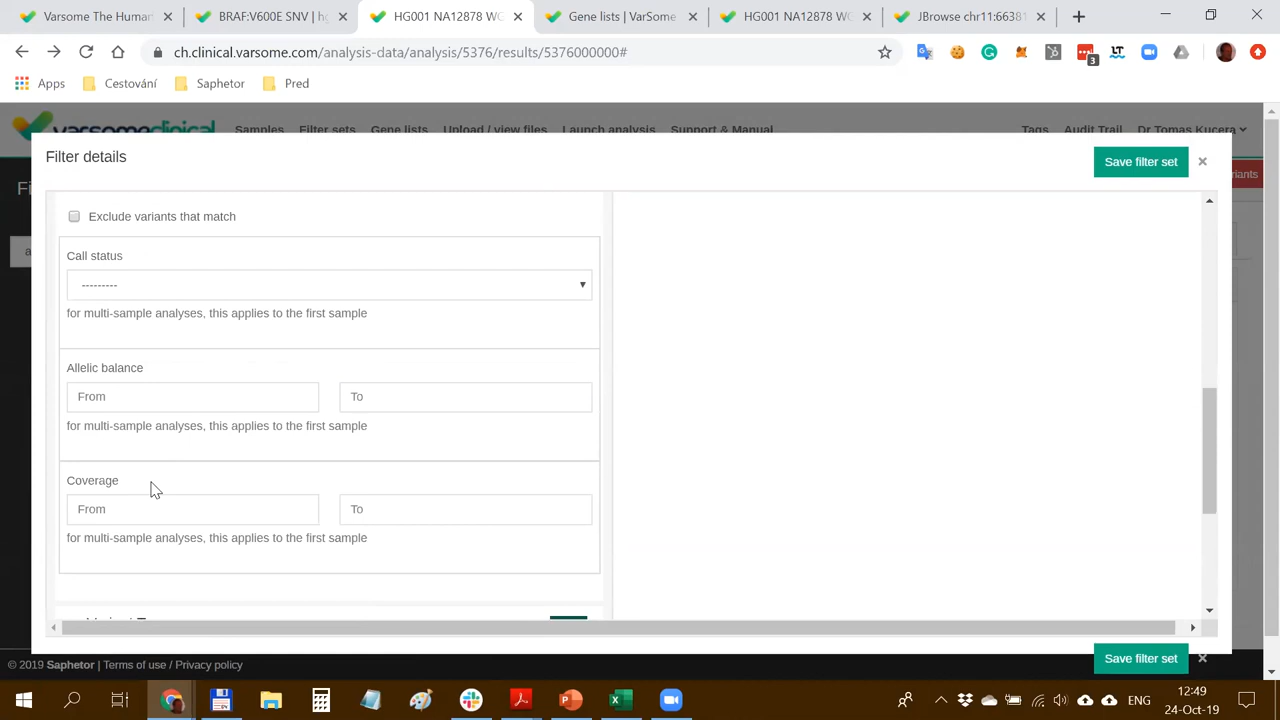 Varsome The Human
BRAF:V600E SNV | h
HG001 NA12878 WG
Gene lists | VarSome
HG001 NA12878 WG
JBrowse chr11:66381
ch.clinical.varsome.com/analysis-data/analysis/5376/results/5376000000#
3
Apps Cestování Saphetor Pred
varsomeclinical Samples Filter sets Gene lists Upload / view files Launch analysis Support & Manual Tags Audit Trail Dr Tomas Kucera
Filter details
Save filter set
Fi
riants
a
Exclude variants that match
Call status
---------
for multi-sample analyses, this applies to the first sample
Allelic balance
From To
for multi-sample analyses, this applies to the first sample
Coverage
From To
for multi-sample analyses, this applies to the first sample
Save filter set
© 2019 Saphetor | Terms of use / Privacy policy
ENG
12:49
24-Oct-19